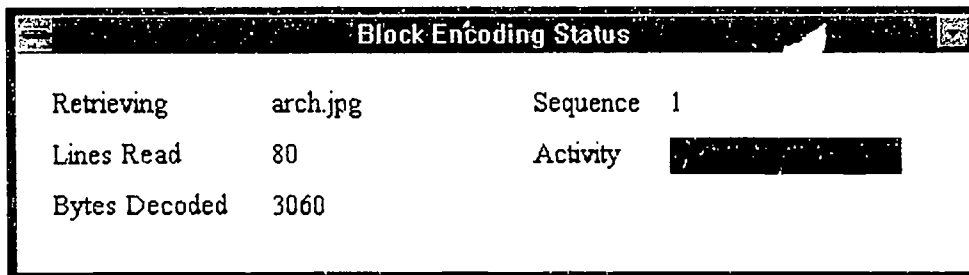 Block Encoding Status
Retrieving arch.jpg Sequence 1
Lines Read 80 Activity
Bytes Decoded 3060